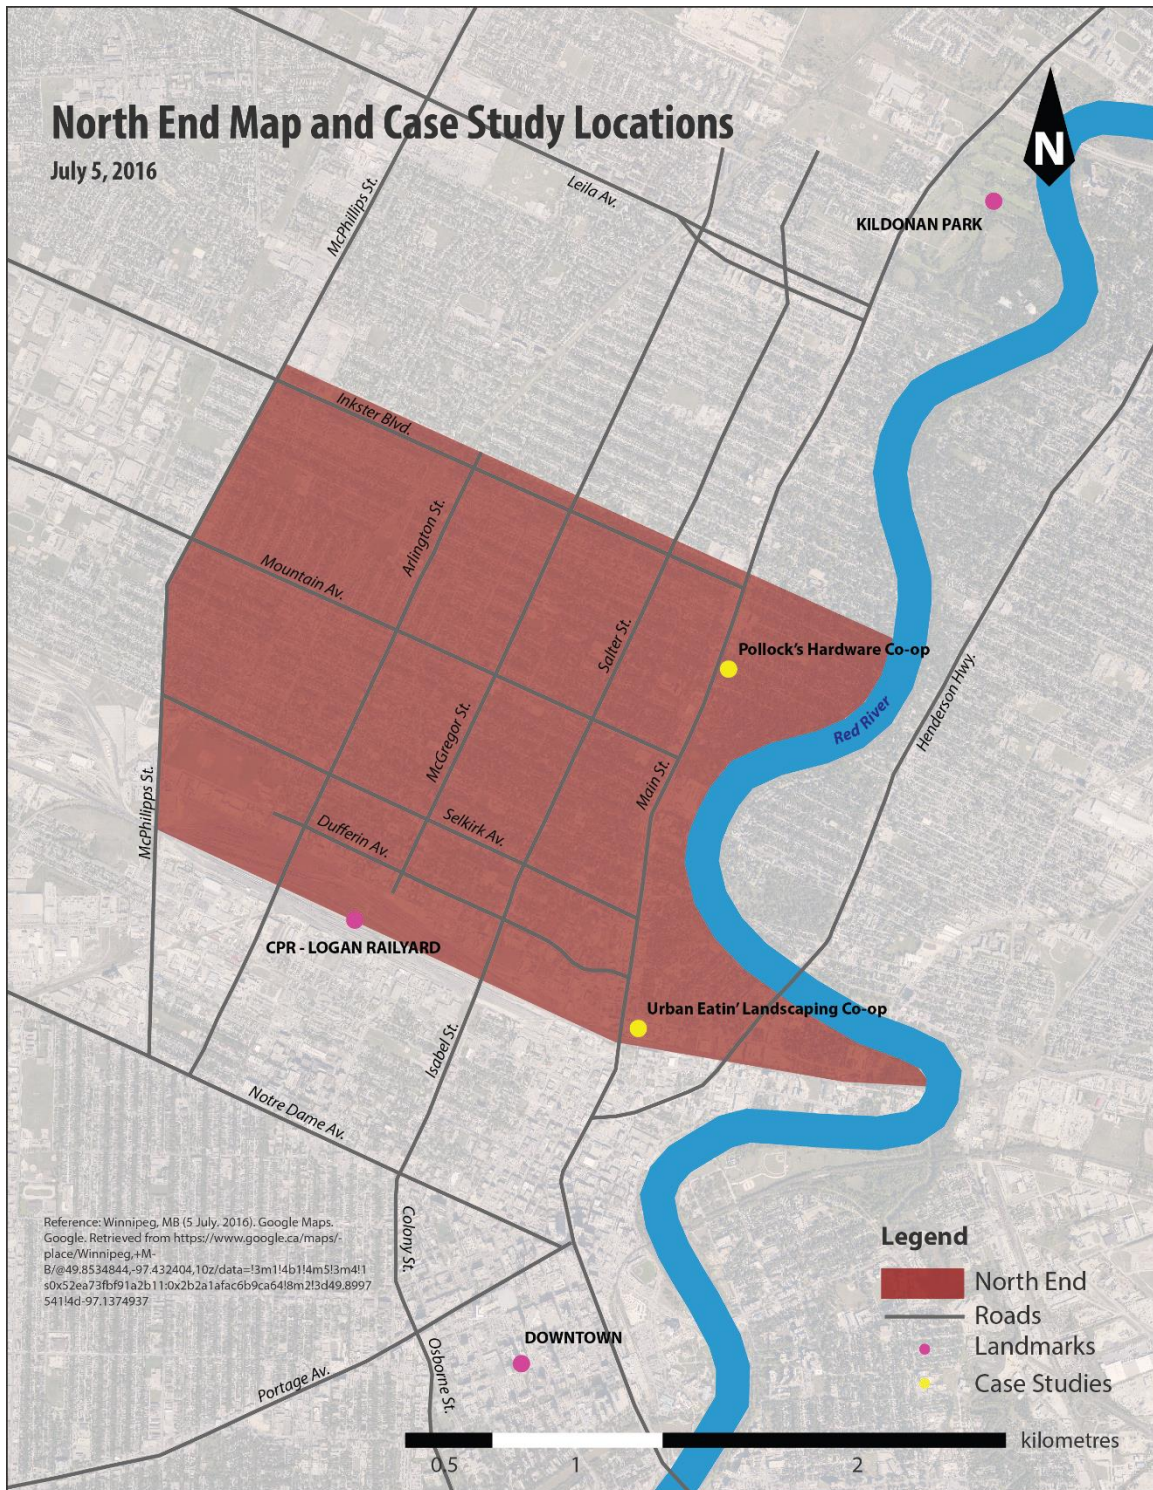 North End Map and Case Study Locations
July 5, 2016
McPhillips St.
Leila Av.
N
KILDONAN PARK
Inkster Blvd.
Arlington St.
Mountain Av.
Salter St.
Pollock's Hardware Co-op
Henderson Hwy.
Red River
McGregor St.
Main St.
McPhilipps St.
Selkirk Av.
Dufferin Av.
CPR - LOGAN RAILYARD
Urban Eatin' Landscaping Co-op
Isabel St.
Notre Dame Av.
Reference: Winnipeg, MB (5 July. 2016). Google Maps.
Google. Retrieved from https://www.google.ca/maps/-
place/Winnipeg,+M-
B/@49.8534844,-97.432404,10z/data=!3m1!4b1!4m5!3m4!1
s0x52ea73fbf91a2b11:0x2b2a1afac6b9ca64!8m2!3d49.8997
541!4d-97.1374937
Colony St.
Legend
North End
Roads
Landmarks
Case Studies
DOWNTOWN
Osborne St.
Portage Av.
kilometres
0.5 1 2